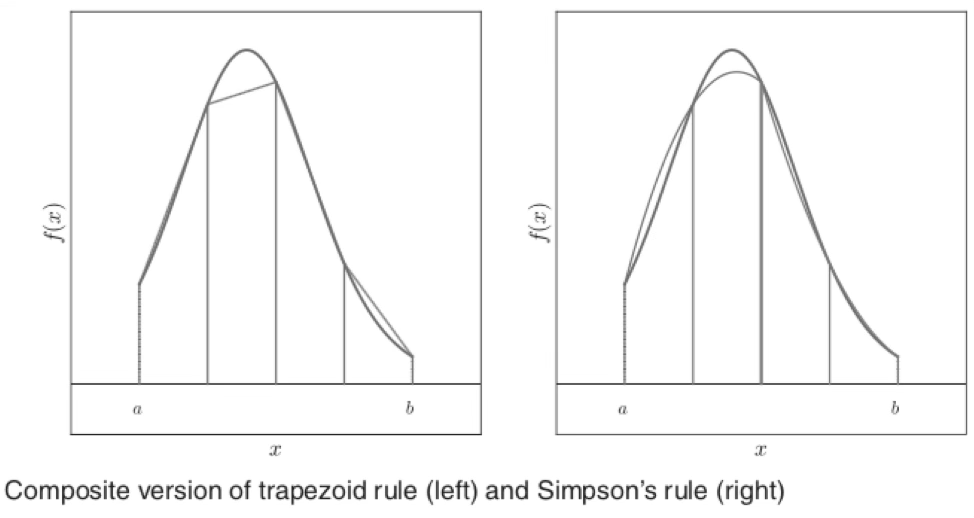 f(x)
a
b
x
f(x)
a
b
x
Composite version of trapezoid rule (left) and Simpson's rule (right)